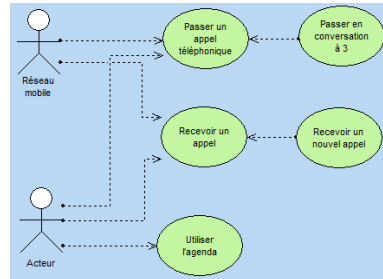 Passer un
appel
téléphonique
Passer en
conversation
à 3
Réseau
mobile
Recevoir un
appel
Recevoir un
nouvel appel
Utiliser
l'agenda
Acteur